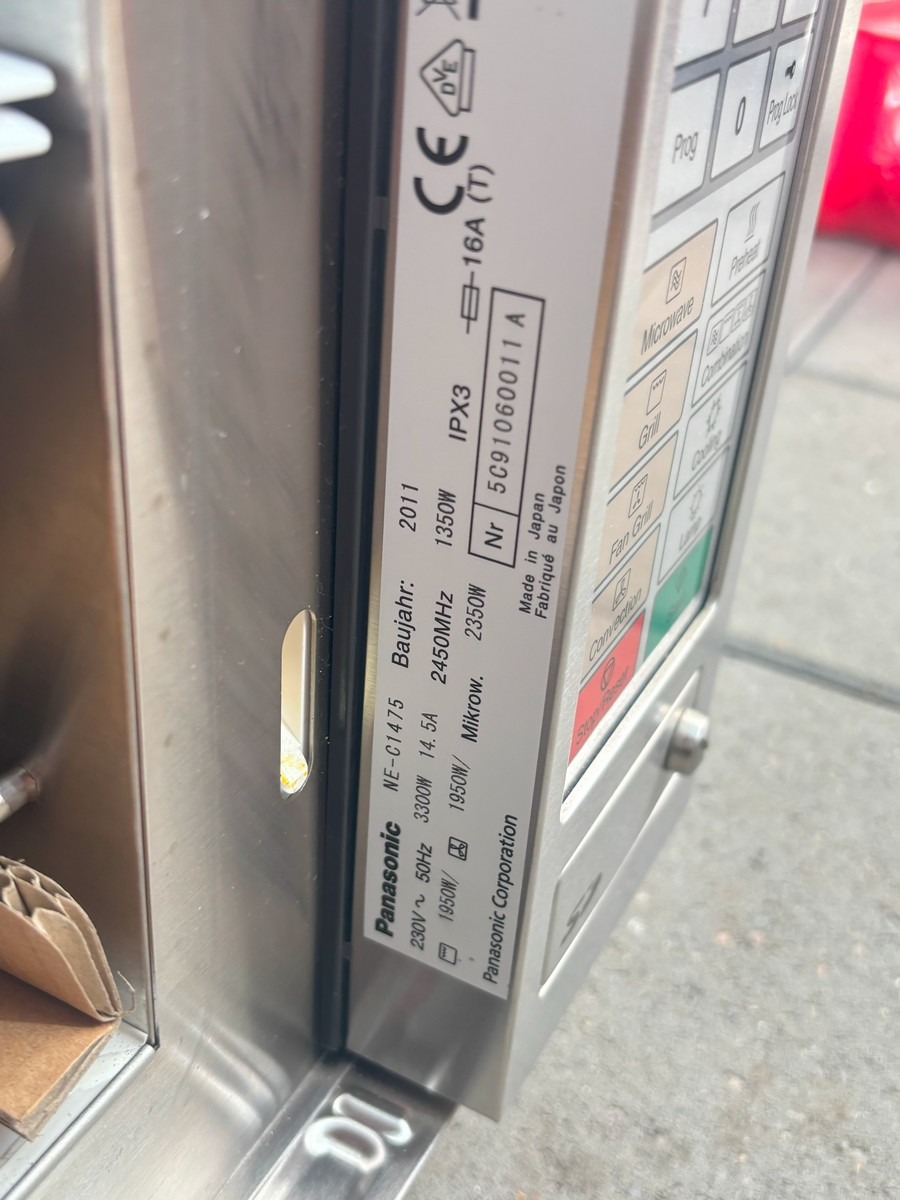 Panasonic NE-C1475 Baujahr: 2011
230V~ 50Hz 3300W 14.5A 2450MHz 1350W IPX3 16A (T)
1950W/ 1950W/ Mikrow. 2350W
Nr 5C91060011 A
Panasonic Corporation
Made in Japan
Fabriqué au Japon
CE
DVE
Prog
0
Prog Lock
Microwave
Preheat
Grill
Combination
Fan Grill
Cooling
Convection
Lamp
Stop/Reset